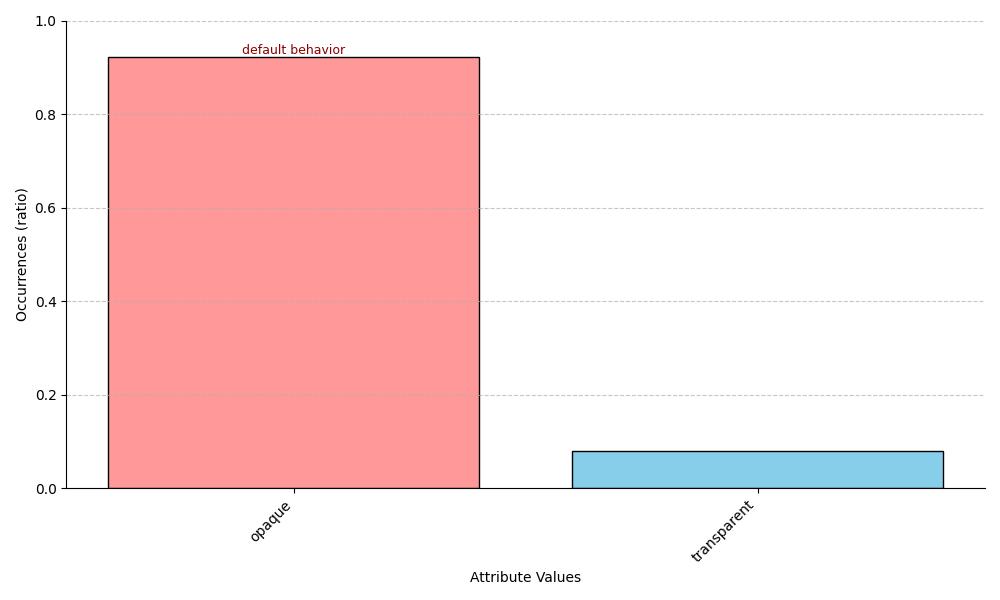 default behavior
1.0
0.8
0.6
0.4
0.2
0.0
Occurrences (ratio)
opaque
transparent
Attribute Values